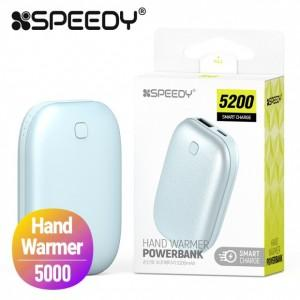 SPEEDY
SPEEDY
5200
SMART CHARGE
HAND WARMER
POWERBANK
SMART
CHARGE
Hand
Warmer
5000